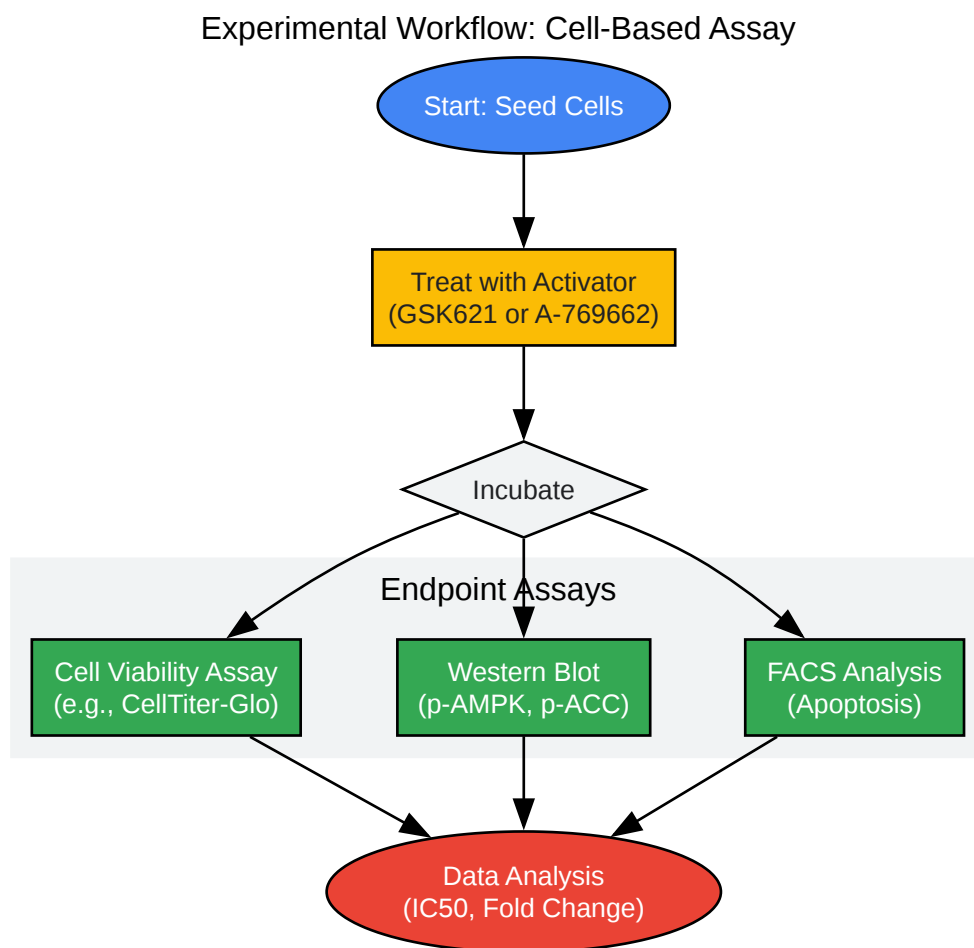 Experimental Workflow: Cell-Based Assay
Start: Seed Cells
Treat with Activator
(GSK621 or A-769662)
Incubate
Endpoint Assays
Cell Viability Assay
(e.g., CellTiter-Glo)
Western Blot
(p-AMPK, p-ACC)
FACS Analysis
(Apoptosis)
Data Analysis
(IC50, Fold Change)